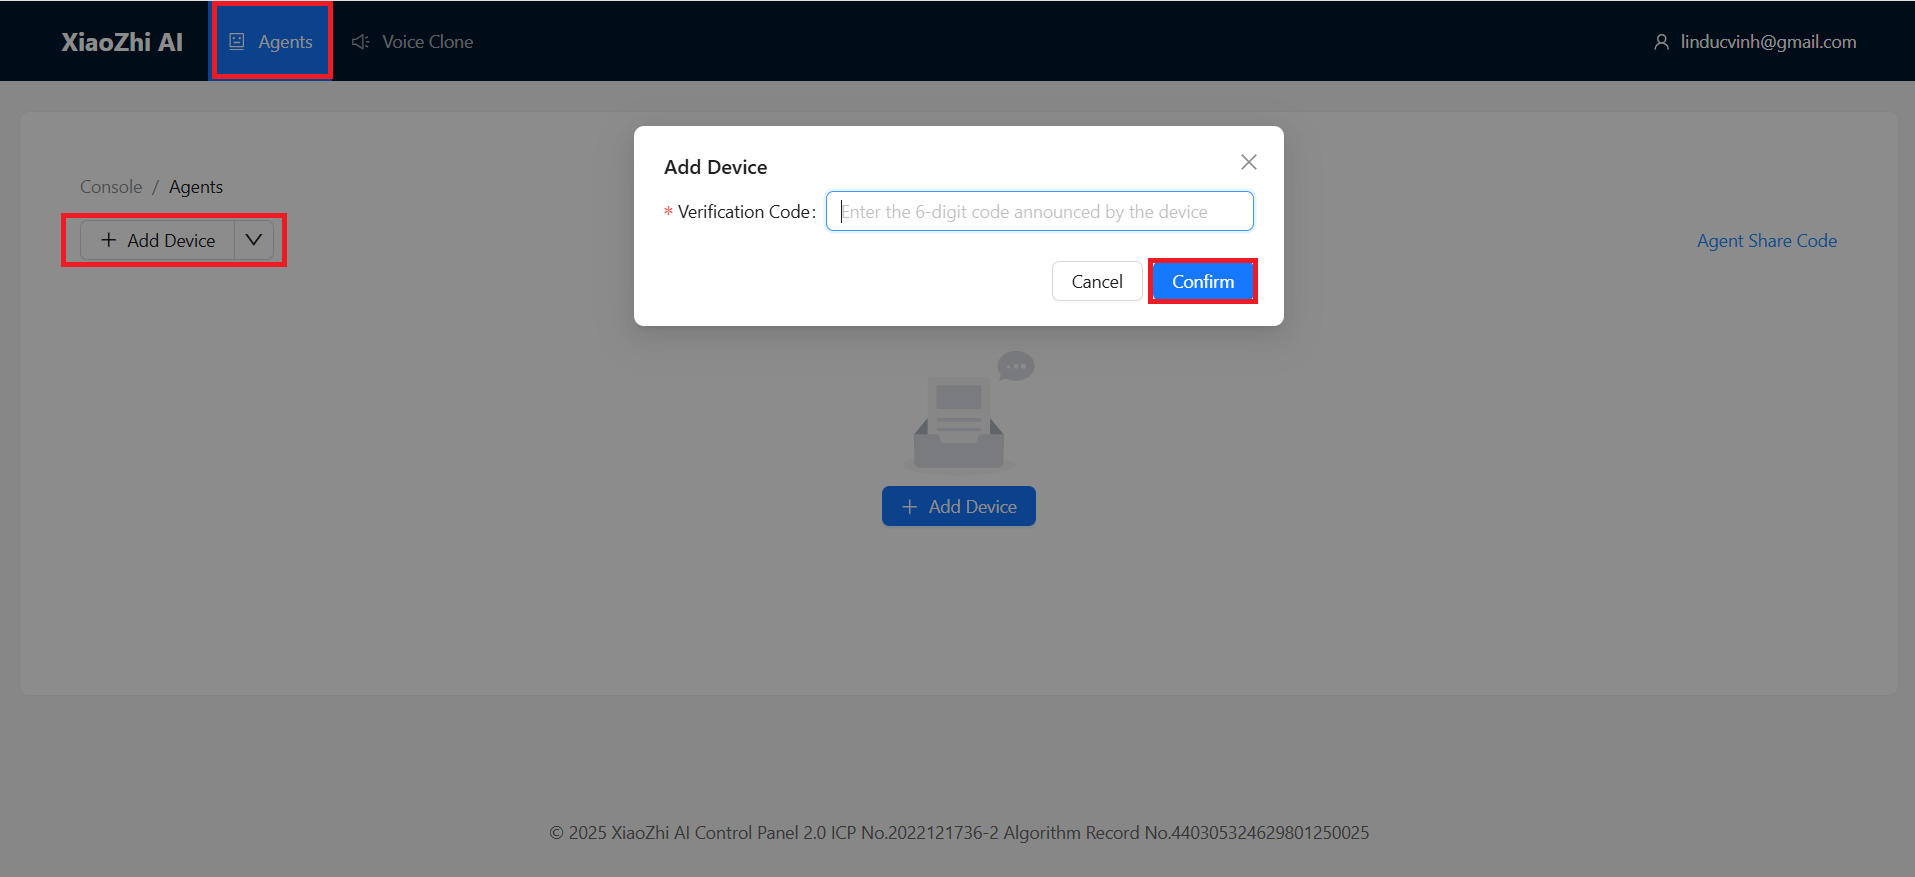 XiaoZhi AI
Agents
Voice Clone
linducvinh@gmail.com
Console / Agents
+ Add Device
Agent Share Code
Add Device
* Verification Code:
Enter the 6-digit code announced by the device
Cancel
Confirm
+ Add Device
© 2025 XiaoZhi AI Control Panel 2.0 ICP No.2022121736-2 Algorithm Record No.440305324629801250025